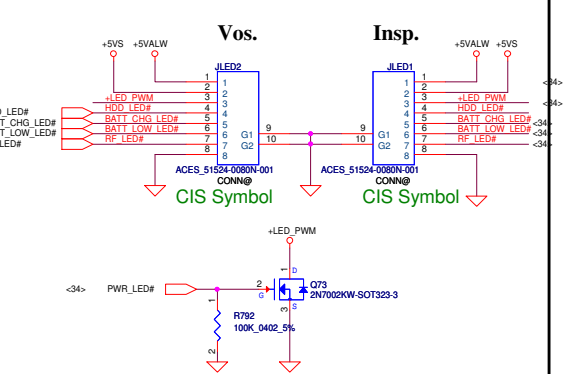 Vos. Insp.
+5VS +5VALW +5VALW +5VS
JLED2 JLED1
1 1 1 1
2 2 2 2
+LED_PWM 3 3 3 3 +LED_PWM
HDD_LED# 4 4 4 4 HDD_LED#
BATT_CHG_LED# 5 5 5 5 BATT_CHG_LED#
BATT_LOW_LED# 6 6 G1 9 9 G1 6 6 BATT_LOW_LED#
RF_LED# 7 7 G2 10 10 G2 7 7 RF_LED#
8 8 8 8
D_LED#
T_CHG_LED#
T_LOW_LED#
LED#
<34>
<34>
<34>
<34>
<34>
ACES_51524-0080N-001 ACES_51524-0080N-001
CONN@ CONN@
CIS Symbol CIS Symbol
+LED_PWM
1 D
<34> PWR_LED# 2 G Q73
2N7002KW-SOT323-3
3 S
1
R792
100K_0402_5%
2